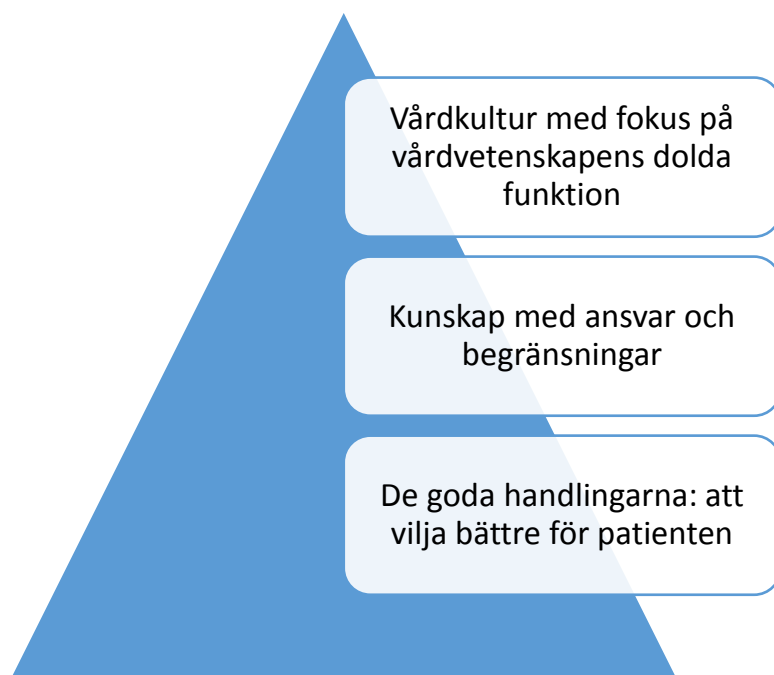 Vårdkultur med fokus på
vårdvetenskapens dolda
funktion
Kunskap med ansvar och
begränsningar
De goda handlingarna: att
vilja bättre för patienten